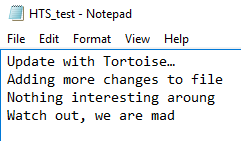 HTS_test - Notepad
File Edit Format View Help
Update with Tortoise…
Adding more changes to file
Nothing interesting aroung
Watch out, we are mad